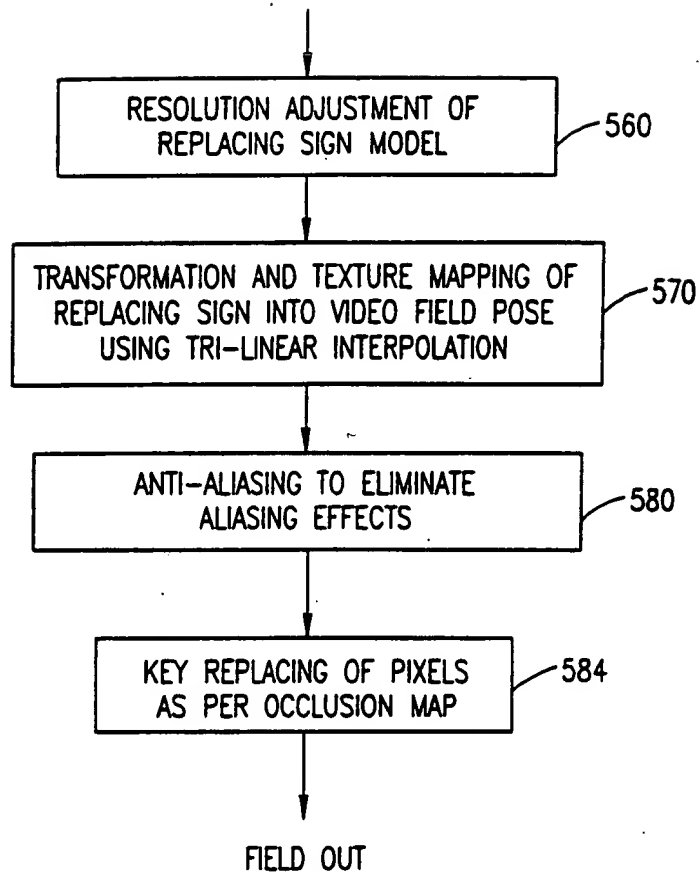 RESOLUTION ADJUSTMENT OF
REPLACING SIGN MODEL
560
TRANSFORMATION AND TEXTURE MAPPING OF
REPLACING SIGN INTO VIDEO FIELD POSE
USING TRI-LINEAR INTERPOLATION
570
ANTI-ALIASING TO ELIMINATE
ALIASING EFFECTS
580
KEY REPLACING OF PIXELS
AS PER OCCLUSION MAP
584
FIELD OUT